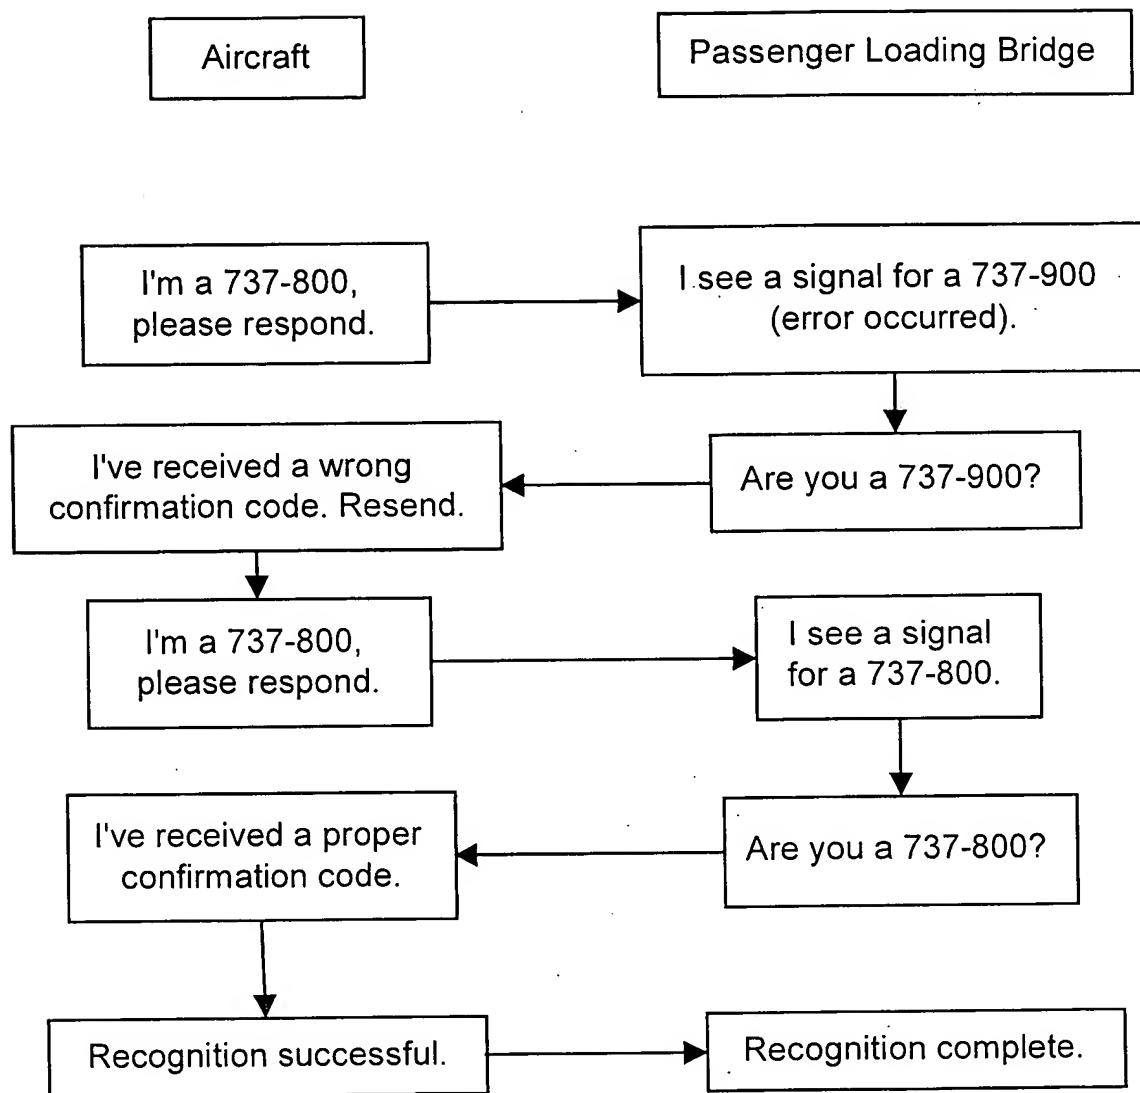 Aircraft
Passenger Loading Bridge
I'm a 737-800,
please respond.
I see a signal for a 737-900
(error occurred).
Are you a 737-900?
I've received a wrong
confirmation code. Resend.
I'm a 737-800,
please respond.
I see a signal
for a 737-800.
Are you a 737-800?
I've received a proper
confirmation code.
Recognition successful.
Recognition complete.